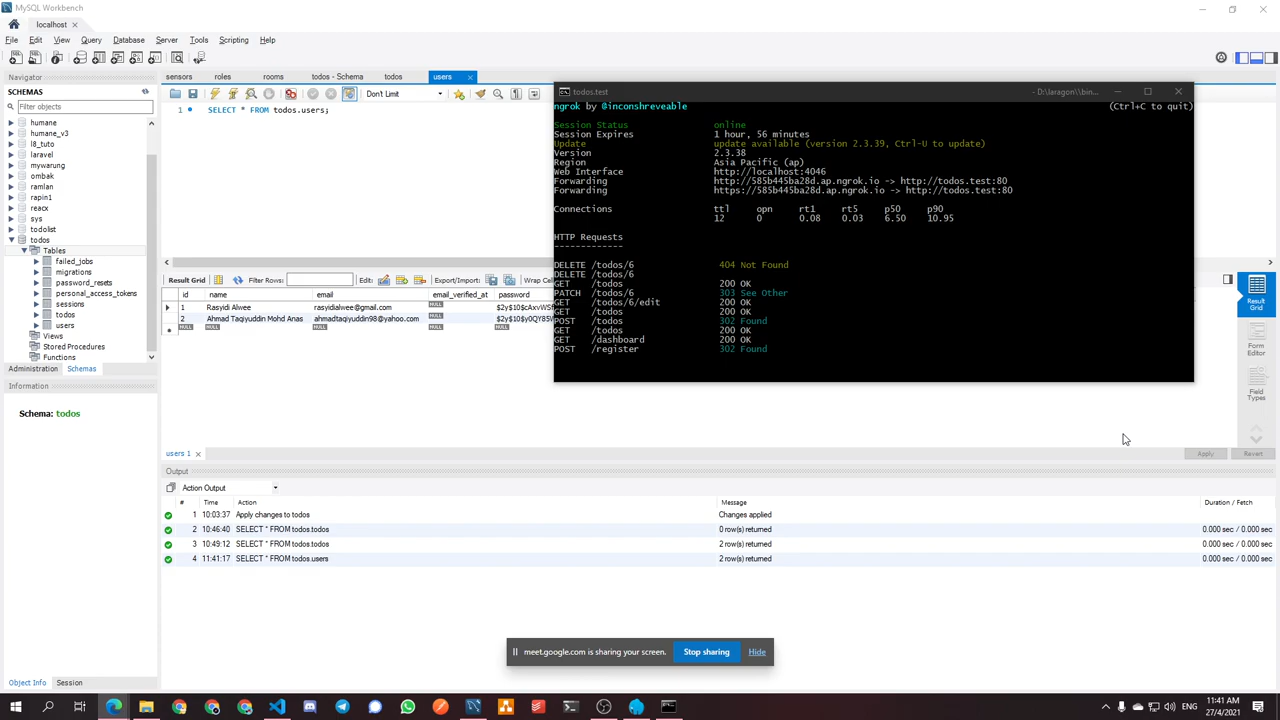 MySQL Workbench
localhost
File Edit View Query Database Server Tools Scripting Help
Navigator
SCHEMAS
Filter objects
humane
humane_v3
l8_tuto
laravel
mywarung
ombak
ramlan
rapin1
reacx
sys
todolist
todos
Tables
failed_jobs
migrations
password_resets
personal_access_tokens
sessions
todos
users
Views
Stored Procedures
Functions
Administration Schemas
Information
Schema: todos
Object Info Session
sensors roles rooms todos - Schema todos users
Don't Limit
1 SELECT * FROM todos.users;
Result Grid Filter Rows: Edit: Export/Import: Wrap Cel
id name email email_verified_at password
1 Rasyidi Alwee rasyidialwee@gmail.com NULL
2 Ahmad Taqiyuddin Mohd Anas ahmadtaqiyuddin98@yahoo.com NULL $2y$10$y0QY85V
NULL NULL NULL NULL NULL
todos.test - D:\laragon\\bin...
ngrok by @inconshreveable (Ctrl+C to quit)
Session Status online
Session Expires 1 hour, 56 minutes
Update update available (version 2.3.39, Ctrl-U to update)
Version 2.3.38
Region Asia Pacific (ap)
Web Interface http://localhost:4046
Forwarding http://585b445ba28d.ap.ngrok.io -> http://todos.test:80
Forwarding https://585b445ba28d.ap.ngrok.io -> http://todos.test:80
Connections ttl opn rt1 rt5 p50 p90
12 0 0.08 0.03 6.50 10.95
HTTP Requests
-------------
DELETE /todos/6 404 Not Found
DELETE /todos/6
GET /todos 200 OK
PATCH /todos/6 303 See Other
GET /todos/6/edit 200 OK
GET /todos 200 OK
POST /todos 302 Found
GET /todos 200 OK
GET /dashboard 200 OK
POST /register 302 Found
Result Grid
Form Editor
Field Types
users 1
Apply Revert
Output
Action Output
# Time Action Message Duration / Fetch
1 10:03:37 Apply changes to todos Changes applied
2 10:46:40 SELECT * FROM todos.todos 0 row(s) returned 0.000 sec / 0.000 sec
3 10:49:12 SELECT * FROM todos.todos 2 row(s) returned 0.000 sec / 0.000 sec
4 11:41:17 SELECT * FROM todos.users 2 row(s) returned 0.000 sec / 0.000 sec
meet.google.com is sharing your screen. Stop sharing Hide
ENG
11:41 AM
27/4/2021